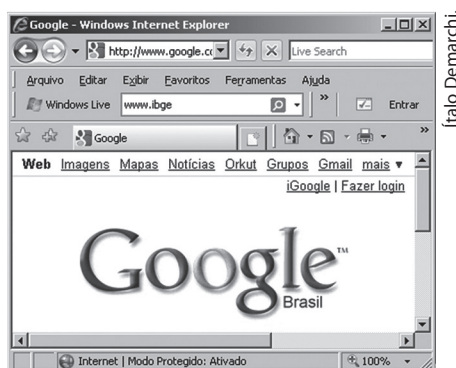 Google - Windows Internet Explorer
http://www.google.co Live Search
Arquivo Editar Exibir Favoritos Ferramentas Ajuda
Windows Live www.ibge » Entrar
Google »
Web Imagens Mapas Notícias Orkut Grupos Gmail mais ▼
iGoogle | Fazer login
Google™
Brasil
Internet | Modo Protegido: Ativado 100%
Ítalo Demarchi.